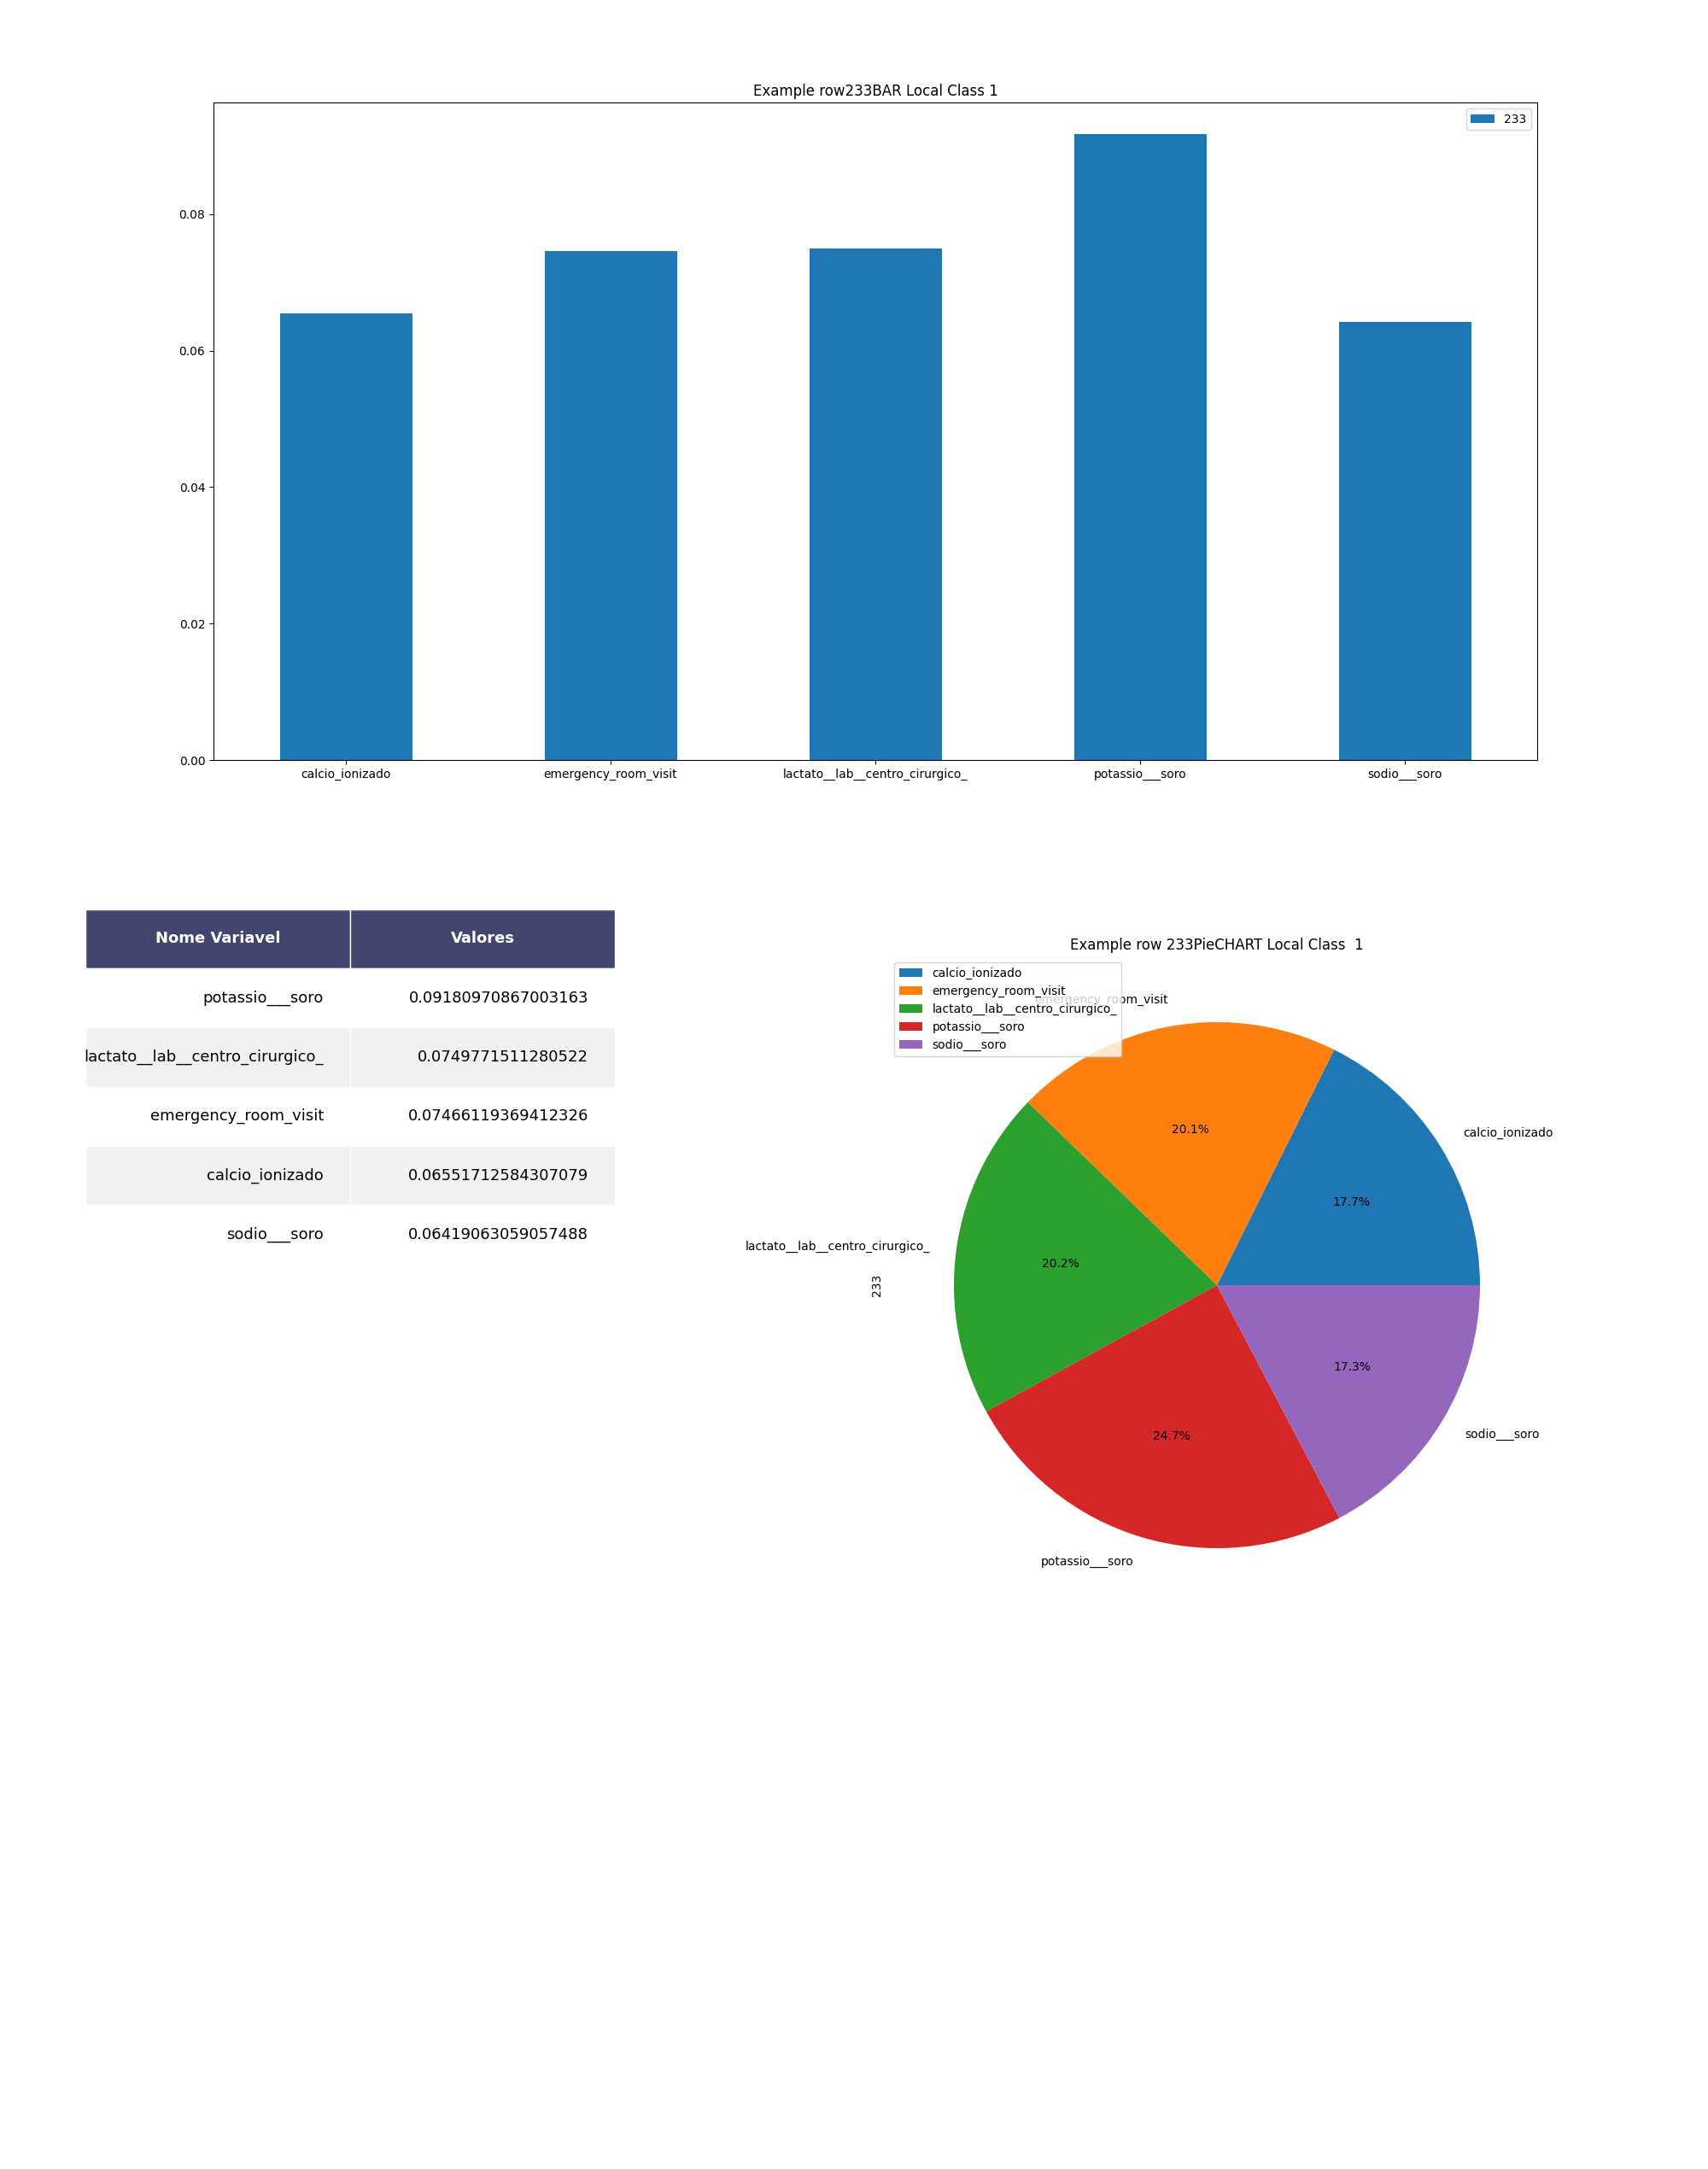 Example row233BAR Local Class 1
233
0.08
0.06
0.04
0.02
0.00
calcio_ionizado
emergency_room_visit
lactato__lab__centro_cirurgico_
potassio___soro
sodio___soro
Nome Variavel Valores
potassio___soro 0.09180970867003163
lactato__lab__centro_cirurgico_ 0.0749771511280522
emergency_room_visit 0.07466119369412326
calcio_ionizado 0.06551712584307079
sodio___soro 0.06419063059057488
Example row 233PieCHART Local Class  1
calcio_ionizado
emergency_room_visit
lactato__lab__centro_cirurgico_
potassio___soro
sodio___soro
emergency_room_visit
calcio_ionizado
20.1%
17.7%
lactato__lab__centro_cirurgico_
20.2%
233
17.3%
24.7%
sodio___soro
potassio___soro